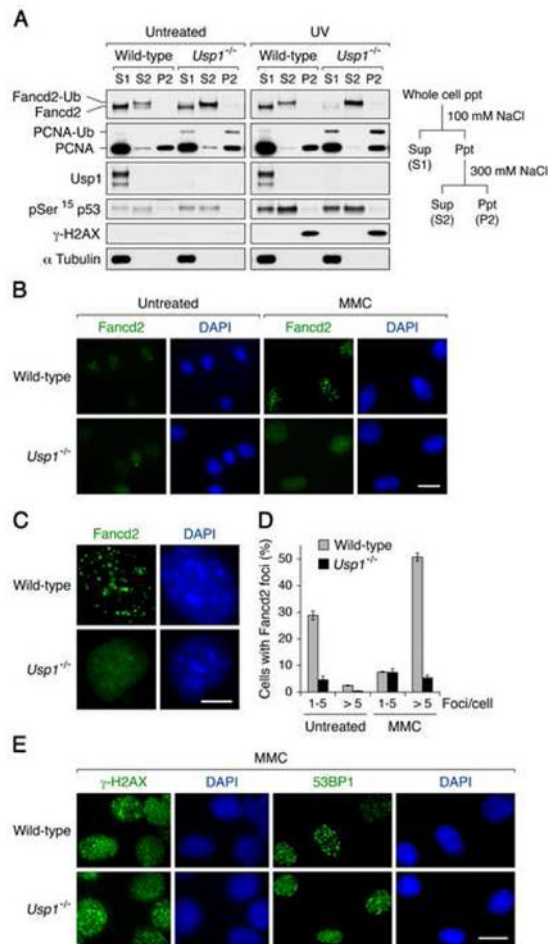 A
Untreated UV
Wild-type Usp1⁻/⁻ Wild-type Usp1⁻/⁻
S1 S2 P2 S1 S2 P2 S1 S2 P2 S1 S2 P2
Fancd2-Ub
Fancd2
PCNA-Ub
PCNA
Usp1
pSer ¹⁵ p53
γ-H2AX
α Tubulin
Whole cell ppt
100 mM NaCl
Sup Ppt
(S1)
300 mM NaCl
Sup Ppt
(S2) (P2)
B
Untreated MMC
Fancd2 DAPI Fancd2 DAPI
Wild-type
Usp1⁻/⁻
C
Fancd2 DAPI
Wild-type
Usp1⁻/⁻
D
Cells with Fancd2 foci (%)
Wild-type
Usp1⁻/⁻
50
40
30
20
10
0
1-5 > 5 1-5 > 5 Foci/cell
Untreated MMC
E
MMC
γ-H2AX DAPI 53BP1 DAPI
Wild-type
Usp1⁻/⁻